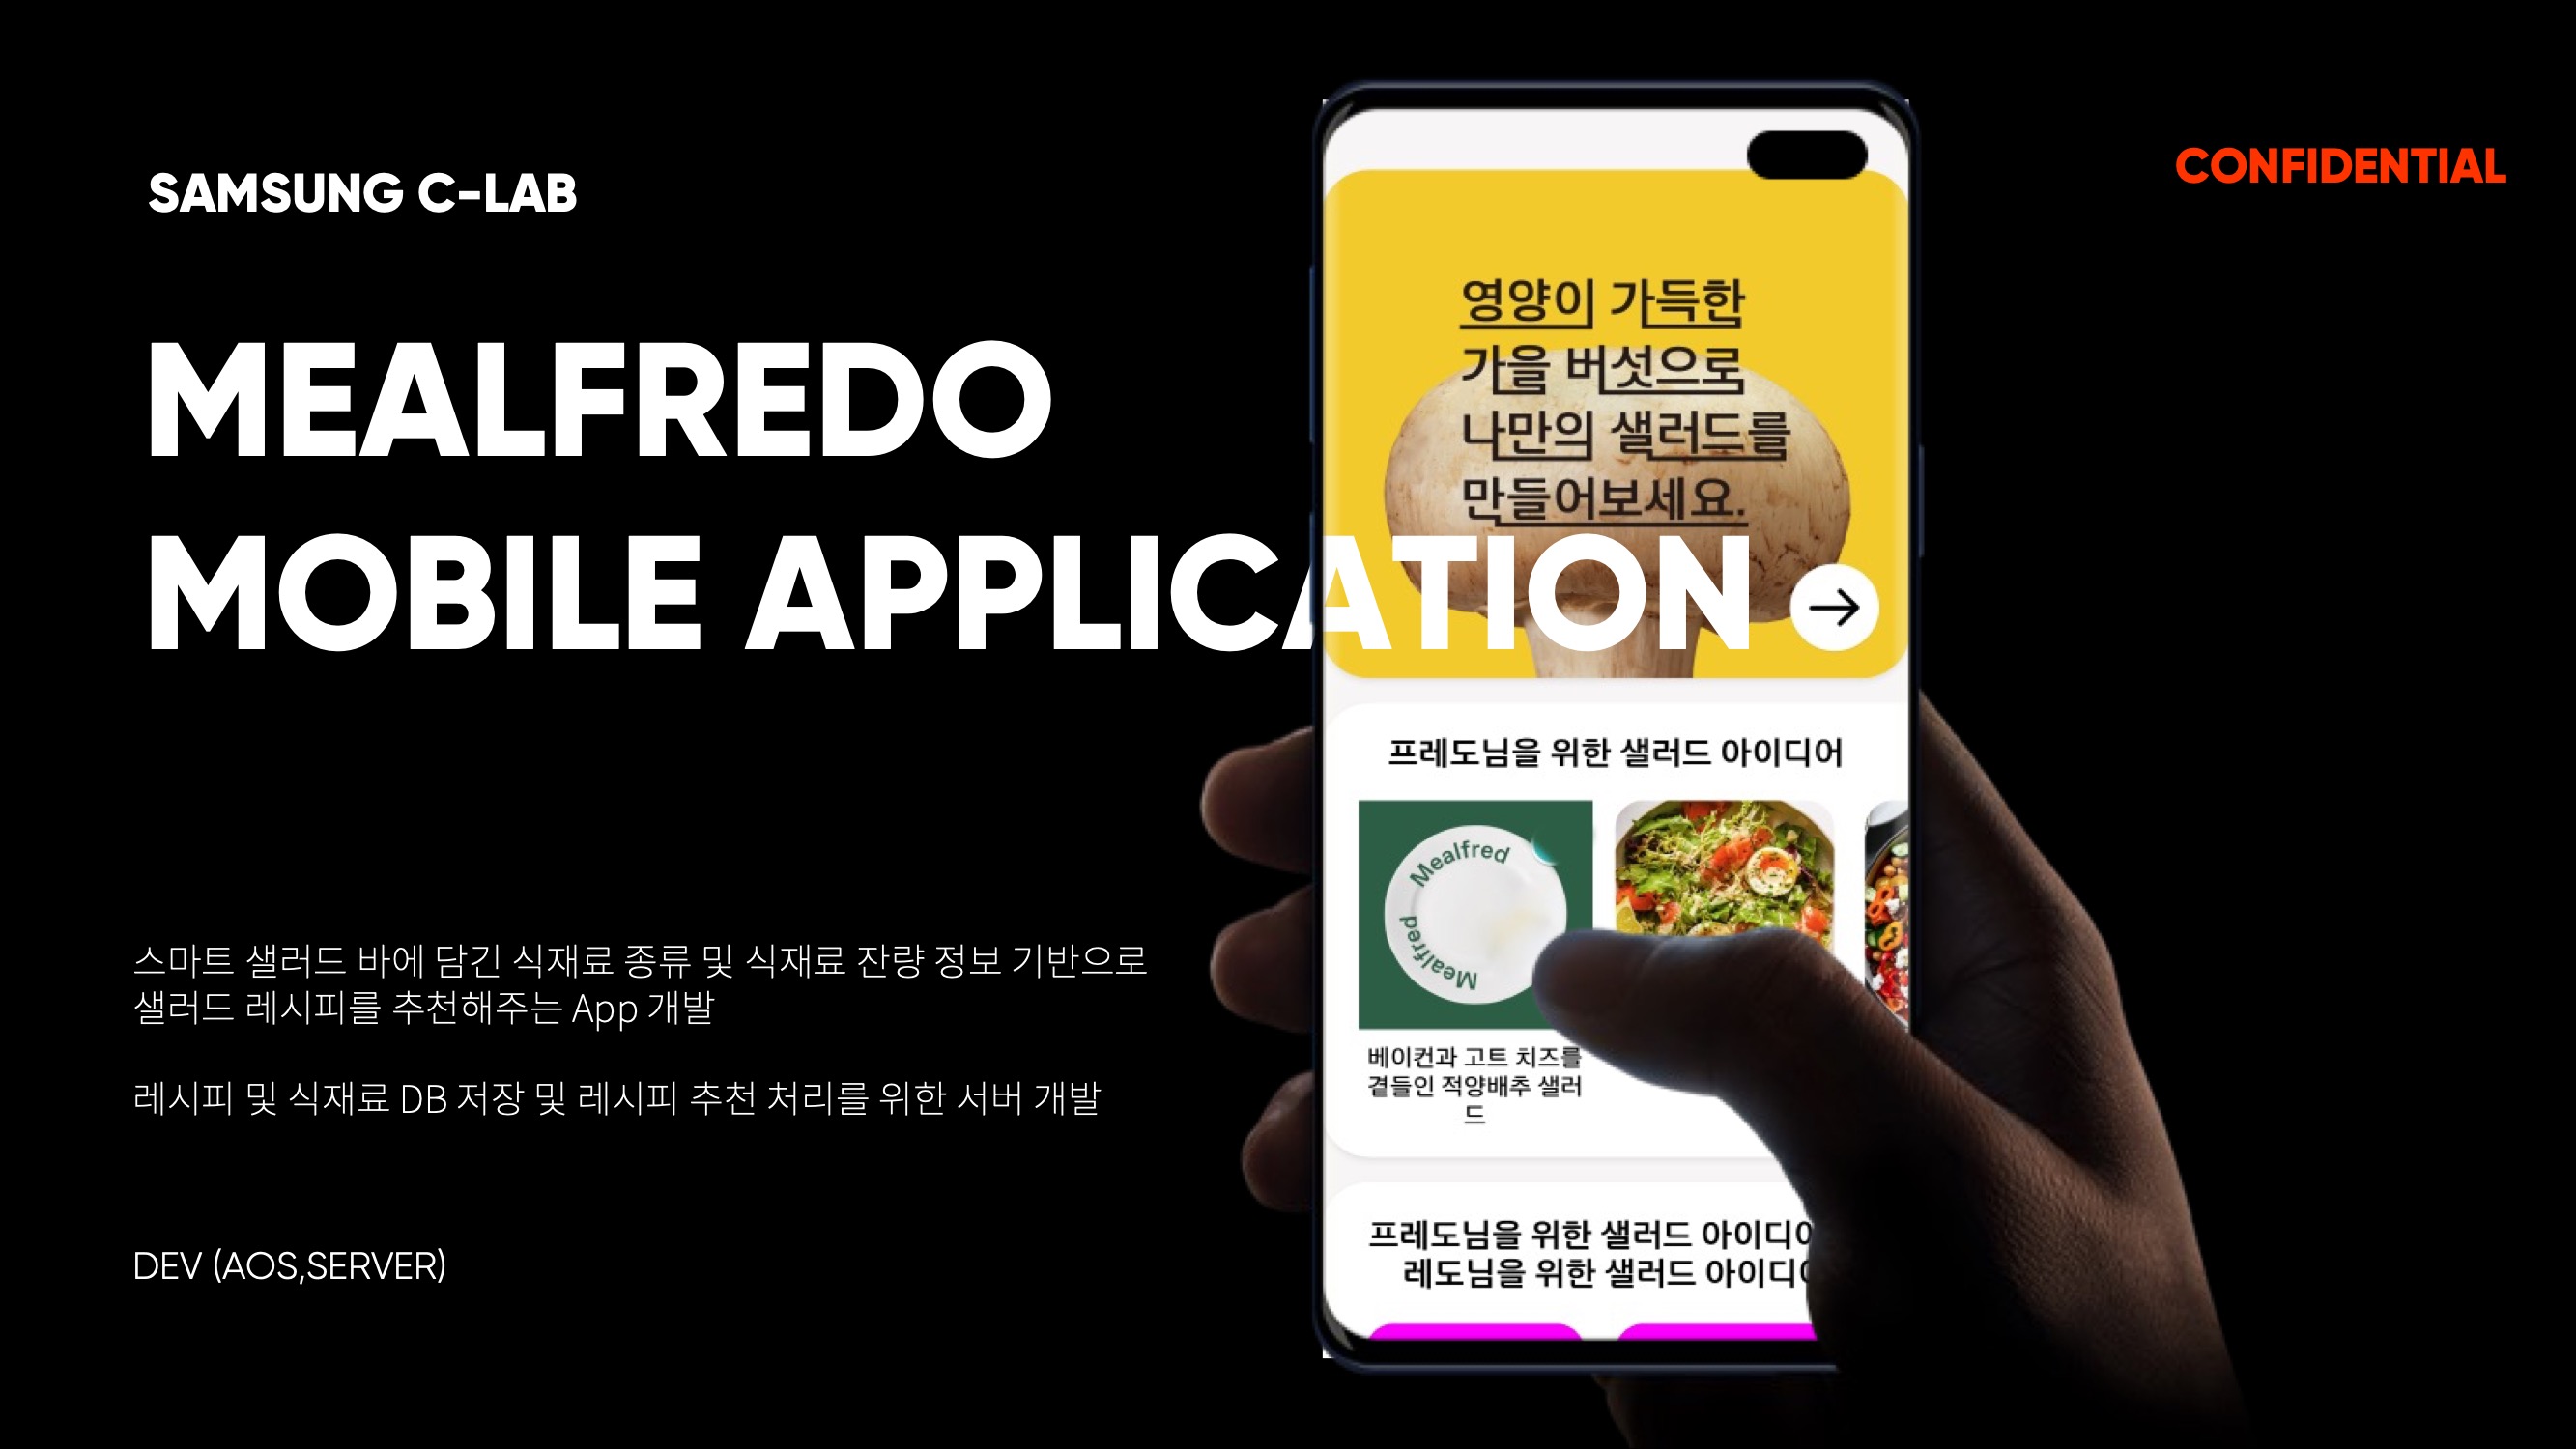 SAMSUNG C-LAB
CONFIDENTIAL
MEALFREDO
MOBILE APPLICATION
스마트 샐러드 바에 담긴 식재료 종류 및 식재료 잔량 정보 기반으로
샐러드 레시피를 추천해주는 App 개발
레시피 및 식재료 DB 저장 및 레시피 추천 처리를 위한 서버 개발
DEV (AOS,SERVER)
영양이 가득한
가을 버섯으로
나만의 샐러드를
만들어보세요.
프레도님을 위한 샐러드 아이디어
Mealfred
Mealfred
베이컨과 고트 치즈를
곁들인 적양배추 샐러
드
프레도님을 위한 샐러드 아이디어
레도님을 위한 샐러드 아이디어